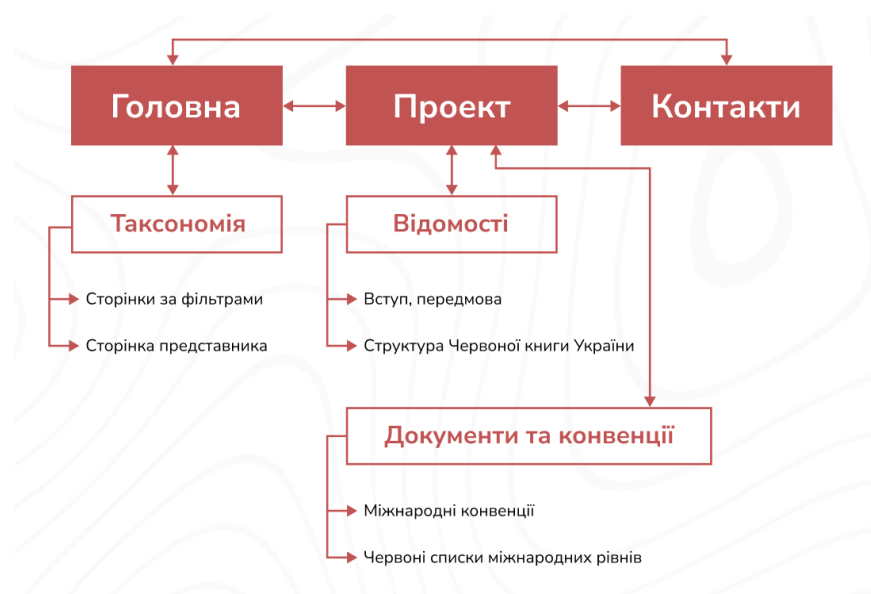 Головна
Проект
Контакти
Таксономія
Відомості
Сторінки за фільтрами
Вступ, передмова
Сторінка представника
Структура Червоної книги України
Документи та конвенції
Міжнародні конвенції
Червоні списки міжнародних рівнів